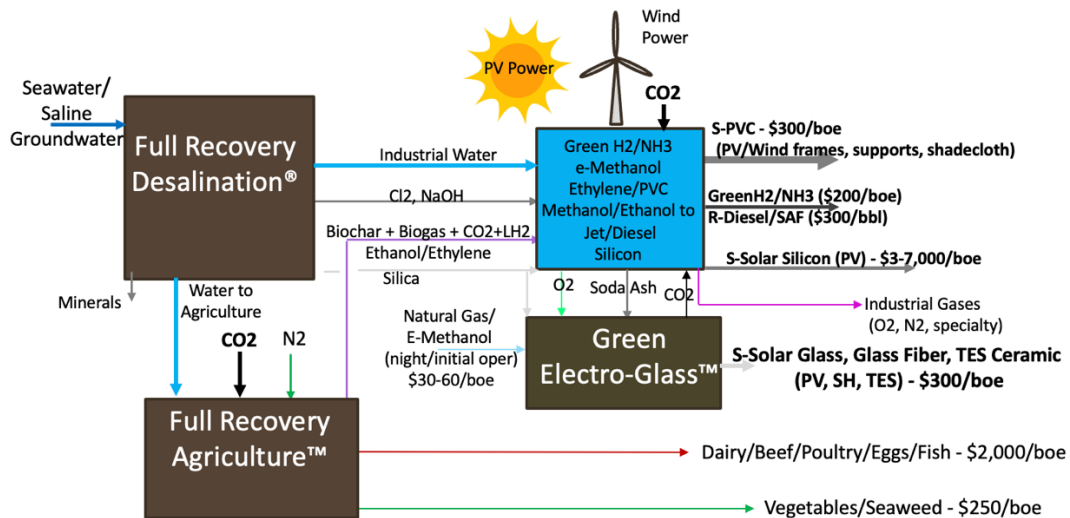 Wind
Power
PV Power
CO2
Seawater/
Saline
Groundwater
Full Recovery
Desalination®
Industrial Water
Cl2, NaOH
Biochar + Biogas + CO2+LH2
Ethanol/Ethylene
Silica
Green H2/NH3
e-Methanol
Ethylene/PVC
Methanol/Ethanol to
Jet/Diesel
Silicon
S-PVC - $300/boe
(PV/Wind frames, supports, shadecloth)
GreenH2/NH3 ($200/boe)
R-Diesel/SAF ($300/bbl)
S-Solar Silicon (PV) - $3-7,000/boe
Minerals
Water to
Agriculture
O2
Soda Ash
CO2
Industrial Gases
(O2, N2, specialty)
CO2
N2
Natural Gas/
E-Methanol
(night/initial oper)
$30-60/boe
Green
Electro-Glass™
S-Solar Glass, Glass Fiber, TES Ceramic
(PV, SH, TES) - $300/boe
Full Recovery
Agriculture™
Dairy/Beef/Poultry/Eggs/Fish - $2,000/boe
Vegetables/Seaweed - $250/boe